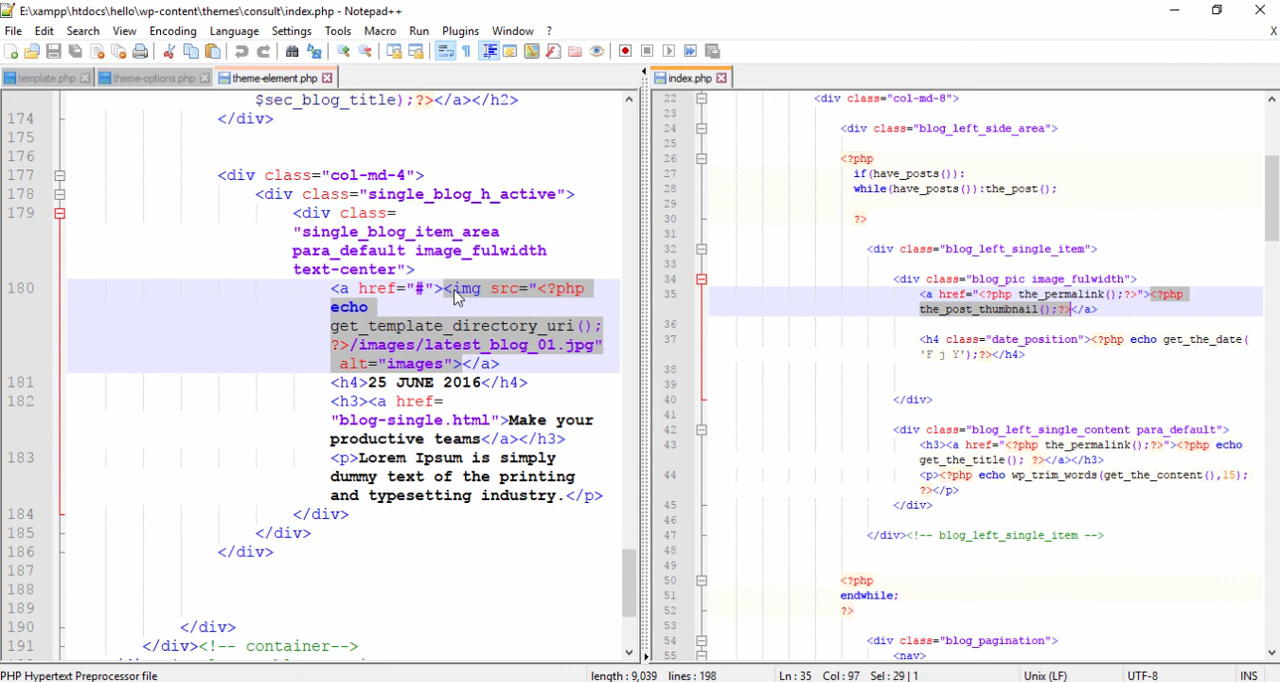 E:\xampp\htdocs\hello\wp-content\themes\consult\index.php - Notepad++
File Edit Search View Encoding Language Settings Tools Macro Run Plugins Window ? X
template.php theme-options.php theme-element.php
$sec_blog_title);?></a></h2>
174 </div>
175
176
177 <div class="col-md-4">
178 <div class="single_blog_h_active">
179 <div class=
"single_blog_item_area
para_default image_fulwidth
text-center">
180 <a href="#"><img src="<?php
echo
get_template_directory_uri();
?>/images/latest_blog_01.jpg"
alt="images"></a>
181 <h4>25 JUNE 2016</h4>
182 <h3><a href=
"blog-single.html">Make your
productive teams</a></h3>
183 <p>Lorem Ipsum is simply
dummy text of the printing
and typesetting industry.</p>
184 </div>
185 </div>
186 </div>
187
188
189
190 </div>
191 </div><!-- container-->
index.php
22 <div class="col-md-8">
23
24 <div class="blog_left_side_area">
25
26 <?php
27 if(have_posts()):
28 while(have_posts()):the_post();
29
30 ?>
31
32 <div class="blog_left_single_item">
33
34 <div class="blog_pic image_fulwidth">
35 <a href="<?php the_permalink();?>"><?php
the_post_thumbnail();?></a>
36
37 <h4 class="date_position"><?php echo get_the_date(
'F j Y');?></h4>
38
39
40 </div>
41
42 <div class="blog_left_single_content para_default">
43 <h3><a href="<?php the_permalink();?>"><?php echo
get_the_title(); ?></a></h3>
44 <p><?php echo wp_trim_words(get_the_content(),15);
?></p>
45 </div>
46
47 </div><!-- blog_left_single_item -->
48
49
50 <?php
51 endwhile;
52 ?>
53
54 <div class="blog_pagination">
55 <nav>
PHP Hypertext Preprocessor file length : 9,039 lines : 198 Ln : 35 Col : 97 Sel : 29 | 1 Unix (LF) UTF-8 INS